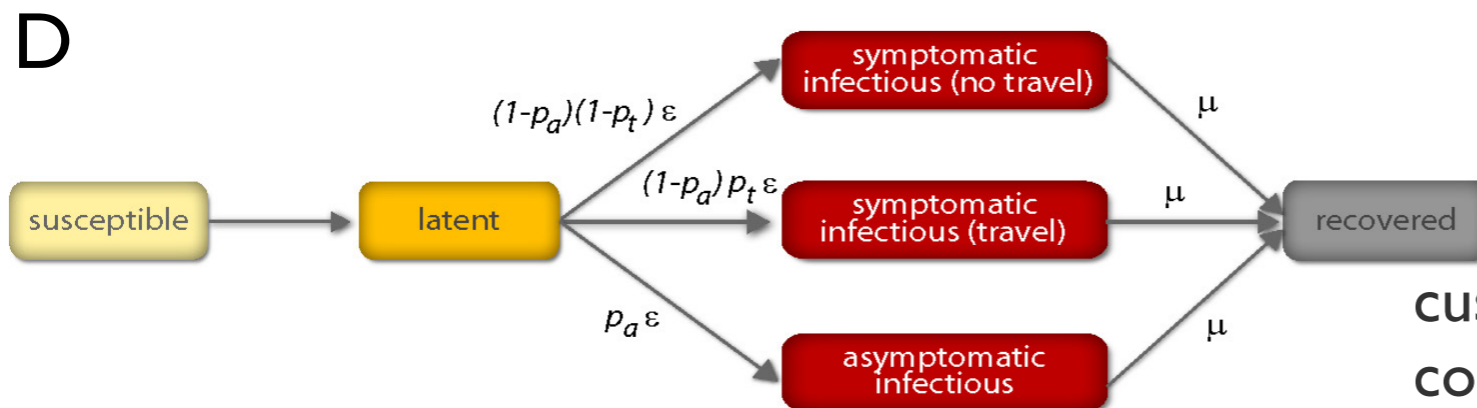 D
symptomatic
infectious (no travel)
(1-pₐ)(1-pₜ) ε
μ
(1-pₐ) pₜ ε
μ
susceptible
latent
symptomatic
infectious (travel)
recovered
pₐ ε
μ
asymptomatic
infectious